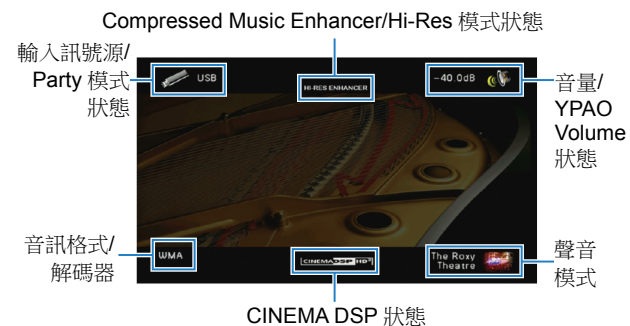 Compressed Music Enhancer/Hi-Res 模式狀態
輸入訊號源/
Party 模式
狀態
USB
HI-RES ENHANCER
-40.0dB
音量/
YPAO
Volume
狀態
音訊格式/
解碼器
WMA
CINEMA DSP HD³
The Roxy
Theatre
聲音
模式
CINEMA DSP 狀態